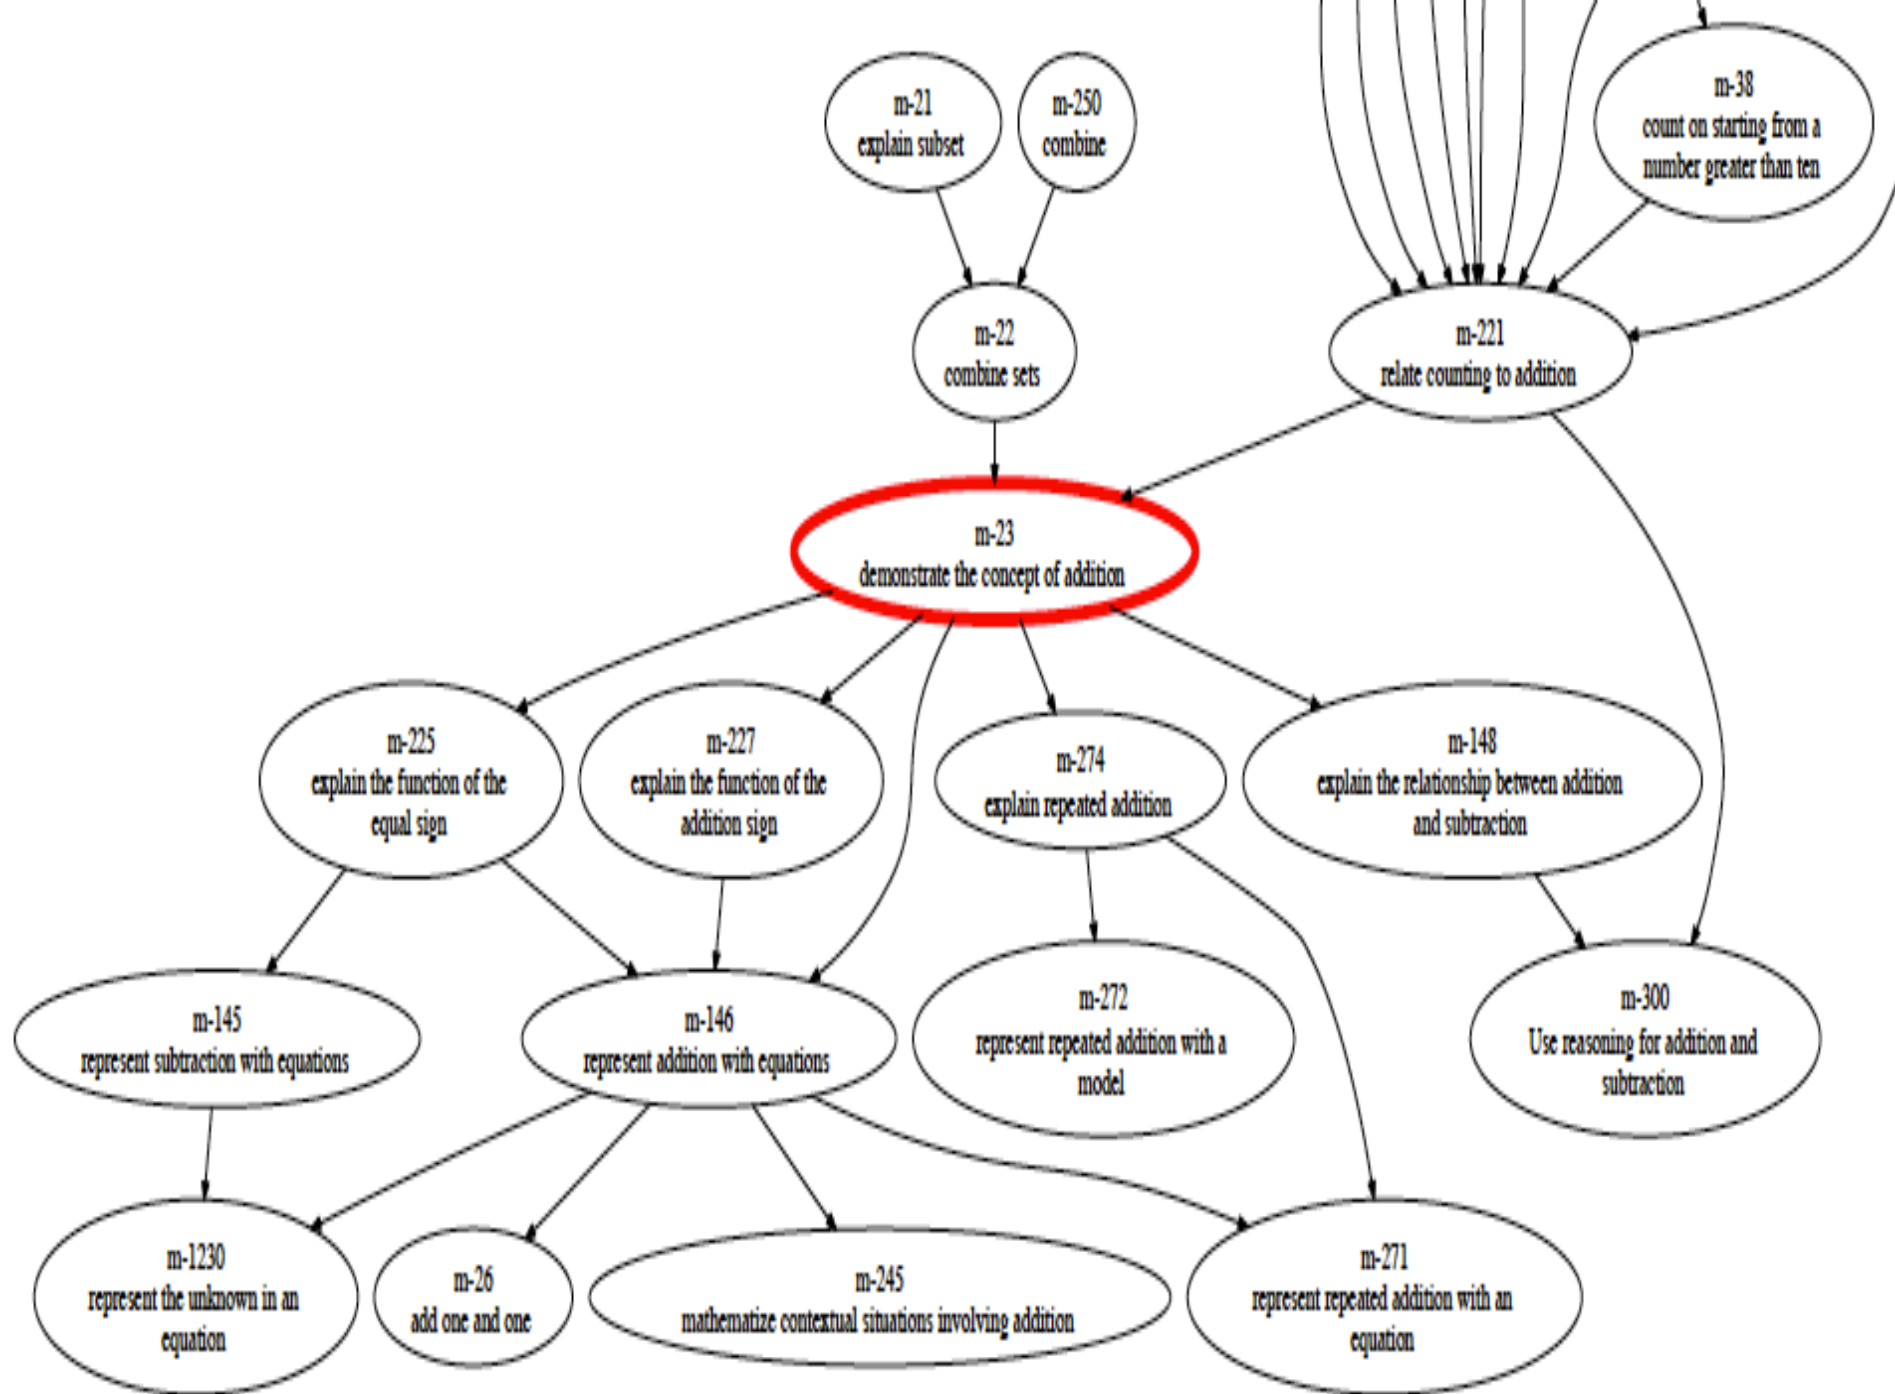 m-21
explain subset
m-250
combine
m-38
count on starting from a
number greater than ten
m-22
combine sets
m-221
relate counting to addition
m-23
demonstrate the concept of addition
m-225
explain the function of the
equal sign
m-227
explain the function of the
addition sign
m-274
explain repeated addition
m-148
explain the relationship between addition
and subtraction
m-145
represent subtraction with equations
m-146
represent addition with equations
m-272
represent repeated addition with a
model
m-300
Use reasoning for addition and
subtraction
m-1230
represent the unknown in an
equation
m-26
add one and one
m-245
mathematize contextual situations involving addition
m-271
represent repeated addition with an
equation